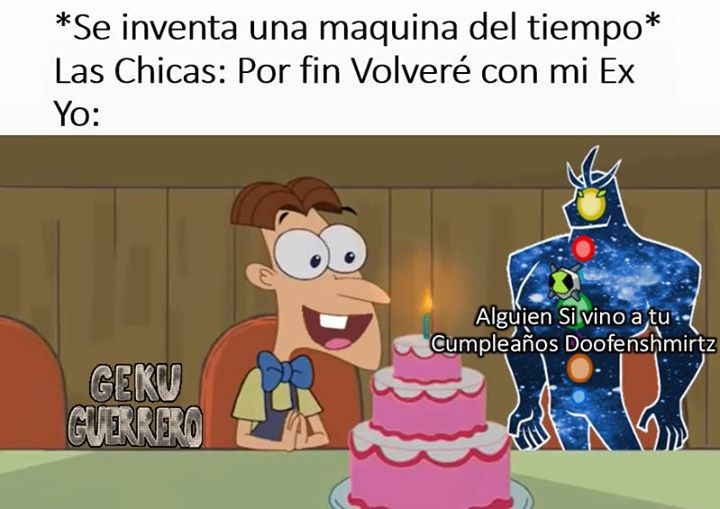 *Se inventa una maquina del tiempo*
Las Chicas: Por fin Volveré con mi Ex
Yo:
Alguien Si vino a tu
Cumpleaños Doofenshmirtz
GEKU
GUERRERO